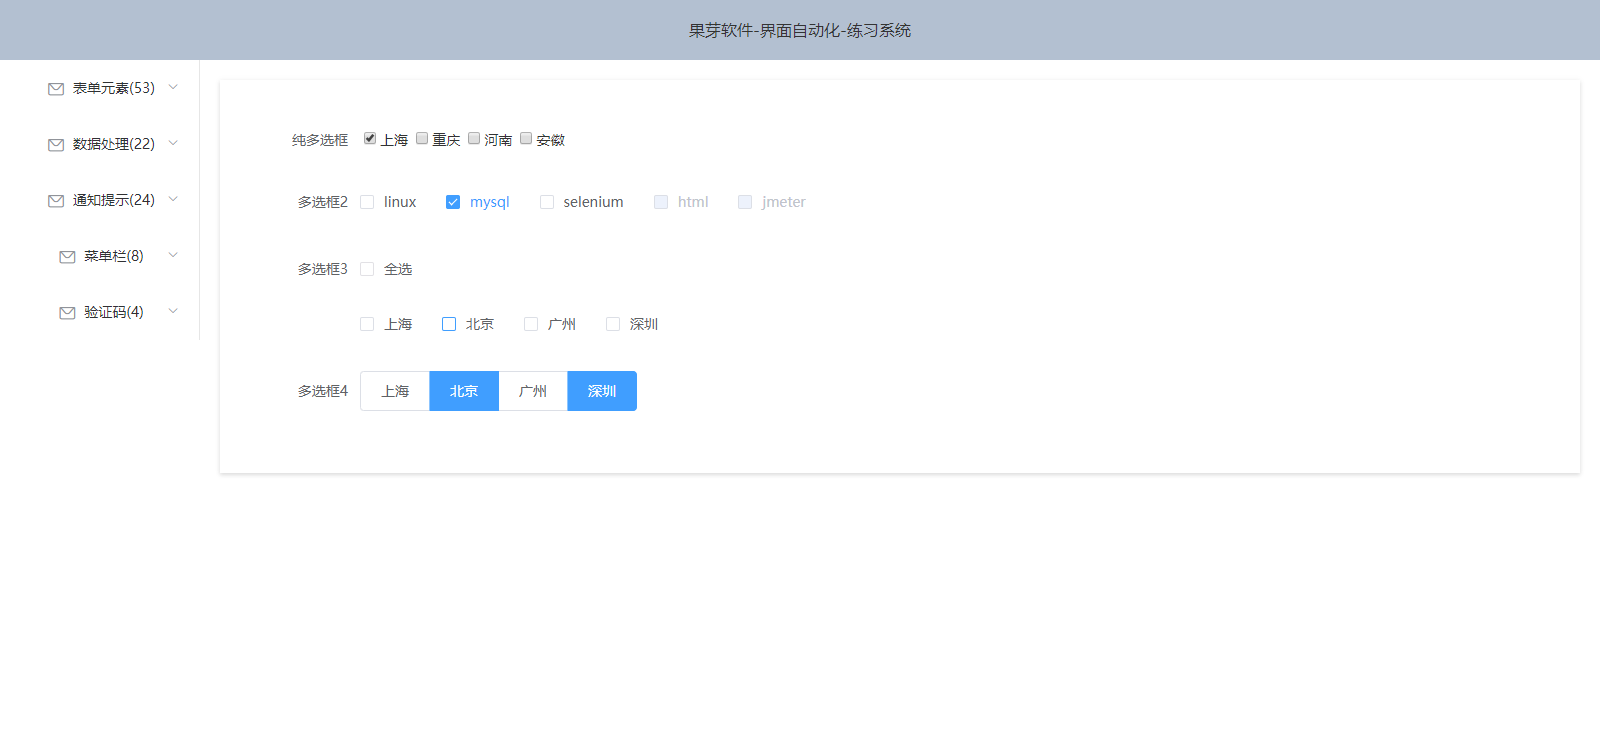 果芽软件-界面自动化-练习系统
表单元素(53)
数据处理(22)
通知提示(24)
菜单栏(8)
验证码(4)
纯多选框 上海 重庆 河南 安徽
多选框2 linux mysql selenium html jmeter
多选框3 全选
上海 北京 广州 深圳
多选框4 上海 北京 广州 深圳